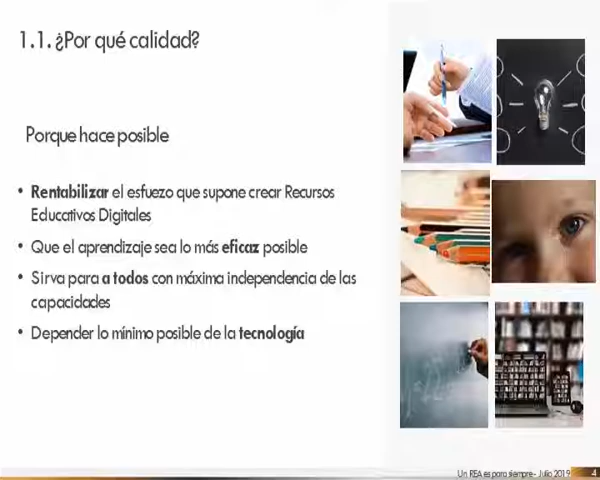 1.1. ¿Por qué calidad?
Porque hace posible
• Rentabilizar el esfuezo que supone crear Recursos
Educativos Digitales
• Que el aprendizaje sea lo más eficaz posible
• Sirva para a todos con máxima independencia de las
capacidades
• Depender lo mínimo posible de la tecnología
Un REA es para siempre - Julio 2019
4